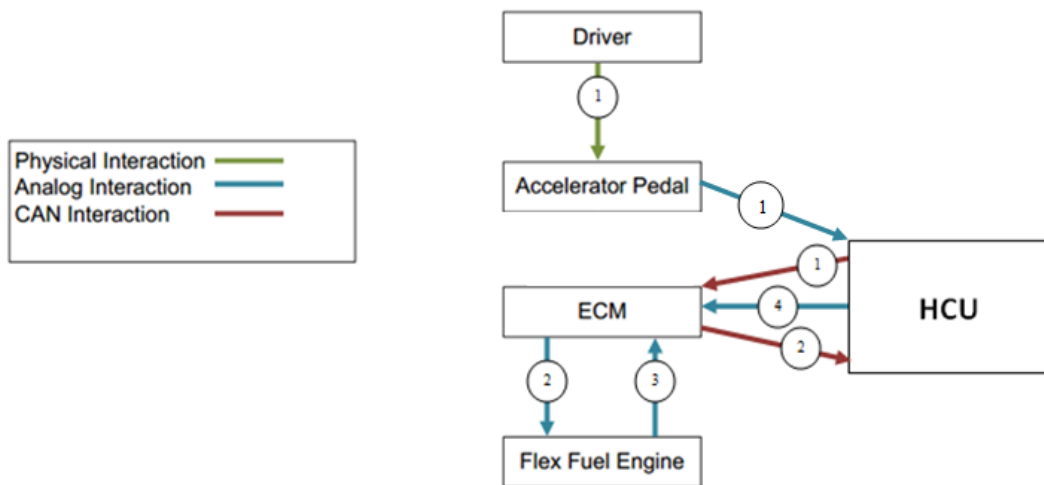 Driver
1
Physical Interaction
Analog Interaction
CAN Interaction
Accelerator Pedal
1
1
ECM
4
HCU
2
2
3
Flex Fuel Engine